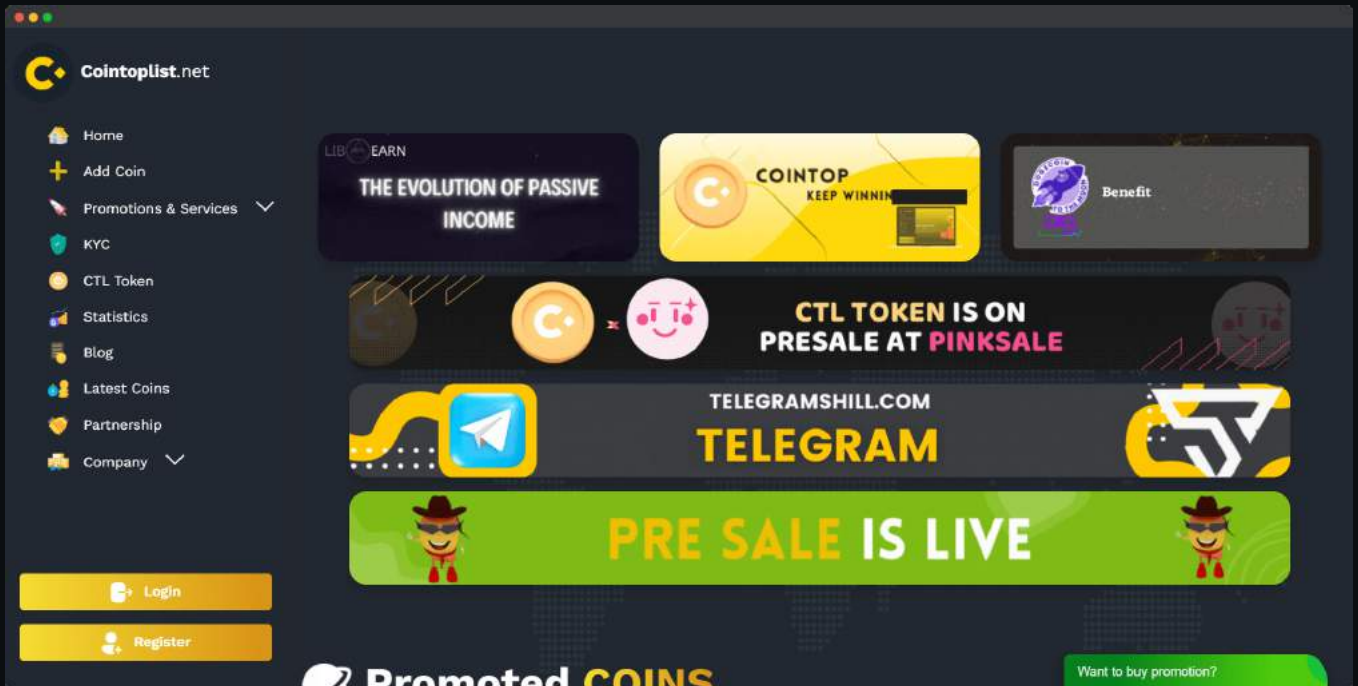 Cointoplist.net
Home
Add Coin
Promotions & Services
KYC
CTL Token
Statistics
Blog
Latest Coins
Partnership
Company
Login
Register
LIB EARN
THE EVOLUTION OF PASSIVE
INCOME
COINTOP
KEEP WINNIN
Benefit
CTL TOKEN IS ON
PRESALE AT PINKSALE
TELEGRAMSHILL.COM
TELEGRAM
PRE SALE IS LIVE
Promoted COINS
Want to buy promotion?